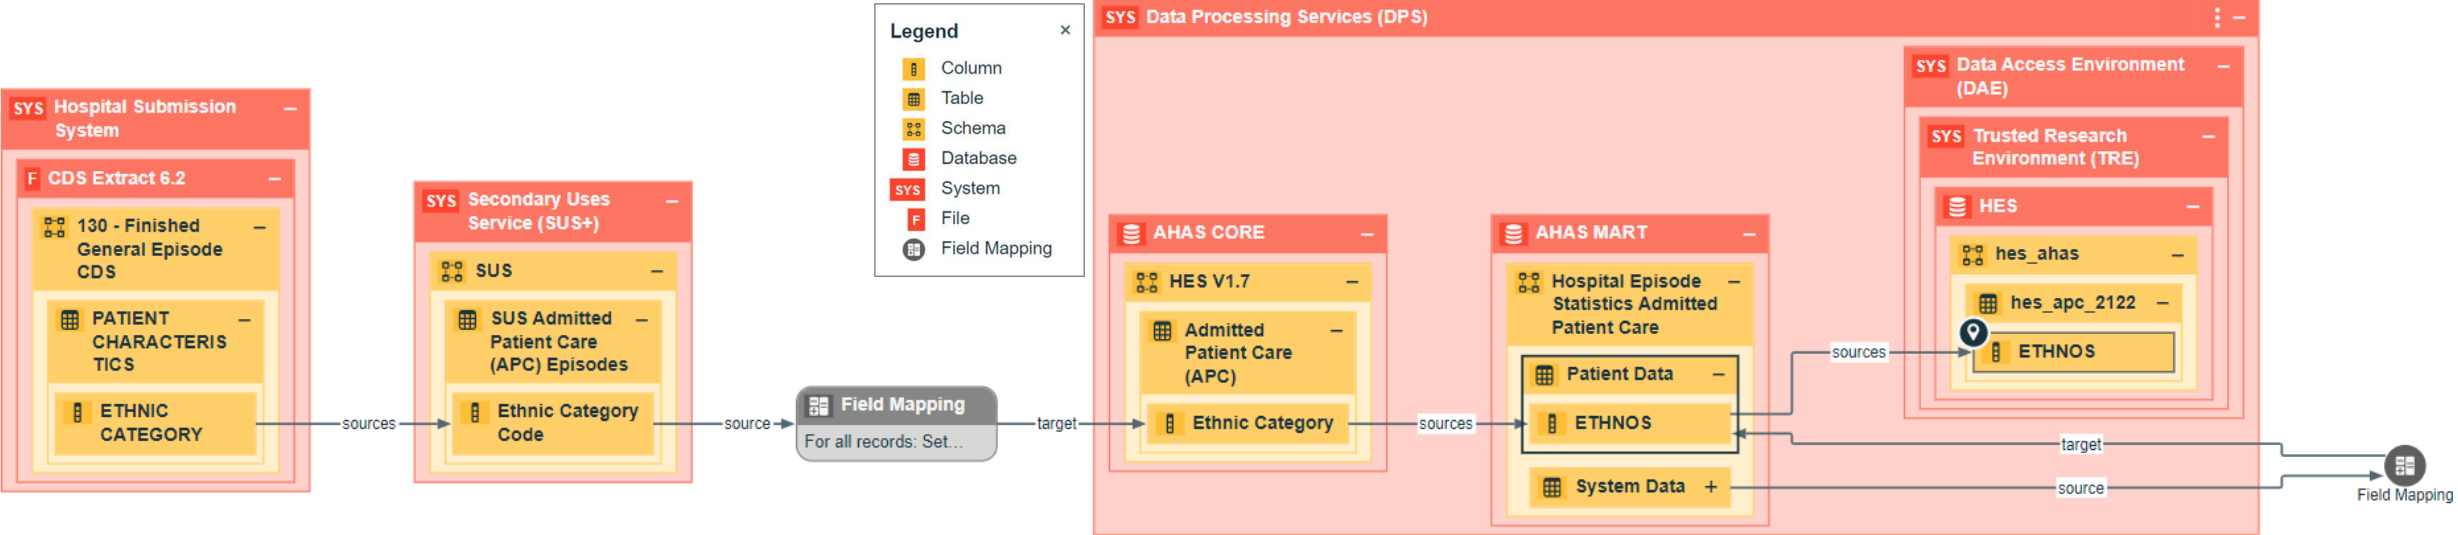 SYS Hospital Submission
System
F CDS Extract 6.2
130 - Finished
General Episode
CDS
PATIENT
CHARACTERIS
TICS
ETHNIC
CATEGORY
sources
SYS Secondary Uses
Service (SUS+)
SUS
SUS Admitted
Patient Care
(APC) Episodes
Ethnic Category
Code
source
Field Mapping
For all records: Set...
target
Legend ×
Column
Table
Schema
Database
SYS System
F File
Field Mapping
SYS Data Processing Services (DPS)
AHAS CORE
HES V1.7
Admitted
Patient Care
(APC)
Ethnic Category
sources
AHAS MART
Hospital Episode
Statistics Admitted
Patient Care
Patient Data
ETHNOS
System Data +
sources
SYS Data Access Environment
(DAE)
SYS Trusted Research
Environment (TRE)
HES
hes_ahas
hes_apc_2122
ETHNOS
target
source
Field Mapping